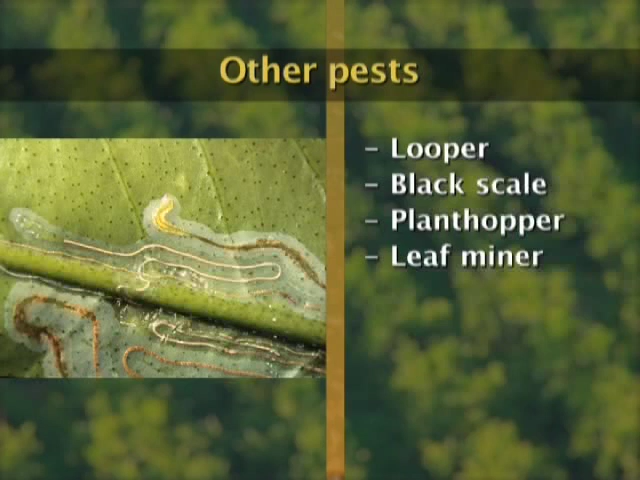 Other pests
– Looper
– Black scale
– Planthopper
– Leaf miner